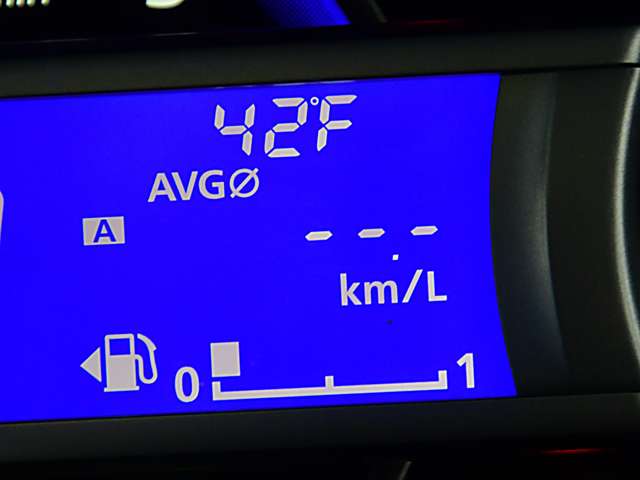 42°F
AVGØ
A
---.-
km/L
0 1